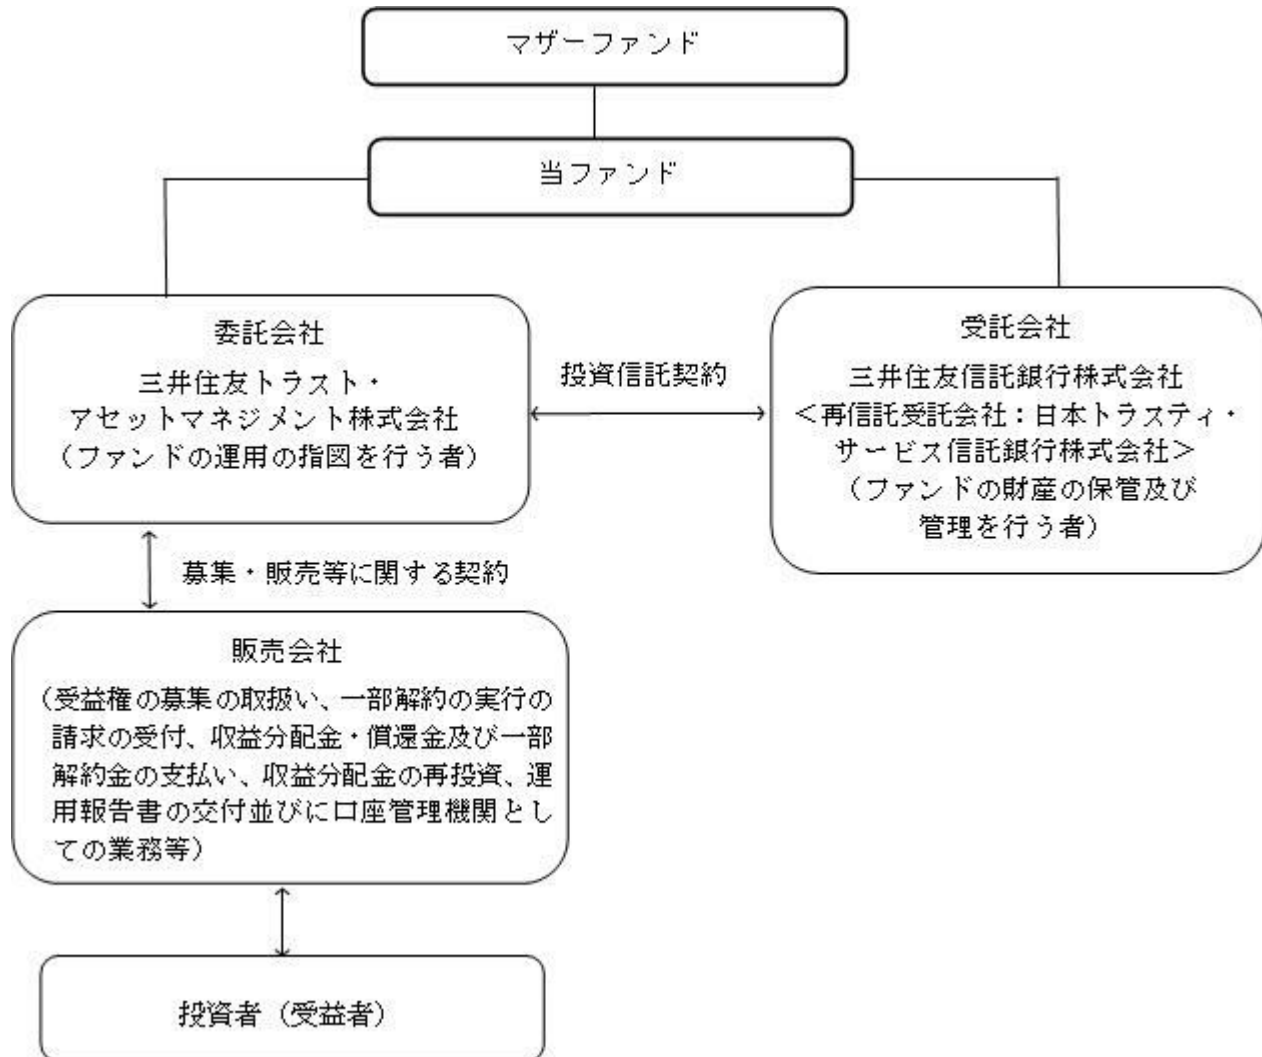 マザーファンド
当ファンド
委託会社
三井住友トラスト・
アセットマネジメント株式会社
（ファンドの運用の指図を行う者）
投資信託契約
受託会社
三井住友信託銀行株式会社
＜再信託受託会社：日本トラスティ・
サービス信託銀行株式会社＞
（ファンドの財産の保管及び
管理を行う者）
募集・販売等に関する契約
販売会社
（受益権の募集の取扱い、一部解約の実行の
請求の受付、収益分配金・償還金及び一部
解約金の支払い、収益分配金の再投資、運
用報告書の交付並びに口座管理機関とし
ての業務等）
投資者（受益者）